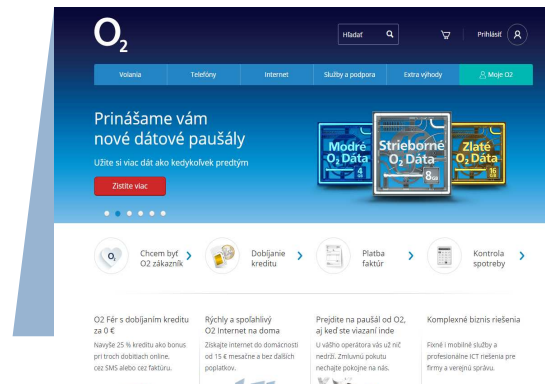 O2
Hľadať
Prihlásiť
Volania
Telefóny
Internet
Služby a podpora
Extra výhody
Moje O2
Prinášame vám
nové dátové paušály
Užite si viac dát ako kedykoľvek predtým
Zistite viac
Modré
O2 Dáta
4
GB
Strieborné
O2 Dáta
8GB
Zlaté
O2 Dáta
16
GB
O2
Chcem byť
O2 zákazník
Dobíjanie
kreditu
Platba
faktúr
Kontrola
spotreby
O2 Fér s dobíjaním kreditu
za 0 €
Navyše 25 % kreditu ako bonus
pri troch dobitiach online,
cez SMS alebo cez faktúru.
Rýchly a spoľahlivý
O2 Internet na doma
Získajte internet do domácnosti
od 15 € mesačne a bez ďalších
poplatkov.
Prejdite na paušál od O2,
aj keď ste viazaní inde
U vášho operátora vás už nič
nedrží. Zmluvnú pokutu
nechajte pokojne na nás.
Komplexné biznis riešenia
Fixné i mobilné služby a
profesionálne ICT riešenia pre
firmy a verejnú správu.